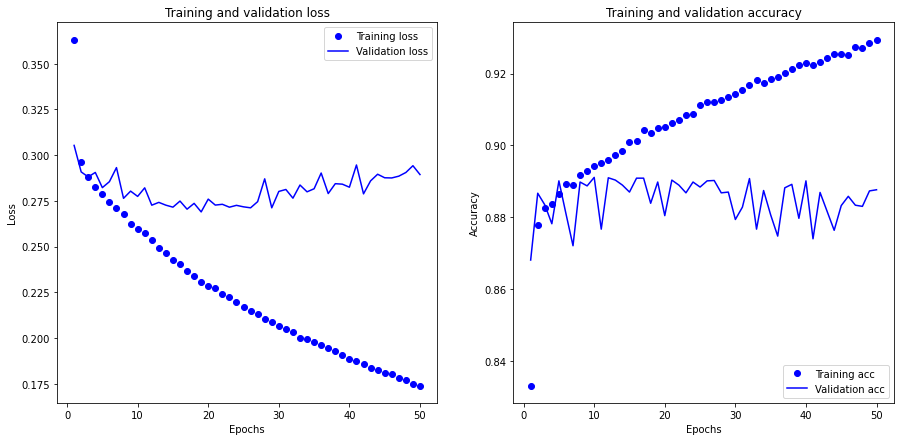 Training and validation loss
Training loss
Validation loss
0.350
0.325
0.300
0.275
0.250
0.225
0.200
0.175
Loss
0
10
20
30
40
50
Epochs
Training and validation accuracy
0.92
0.90
0.88
0.86
0.84
Accuracy
Training acc
Validation acc
0
10
20
30
40
50
Epochs